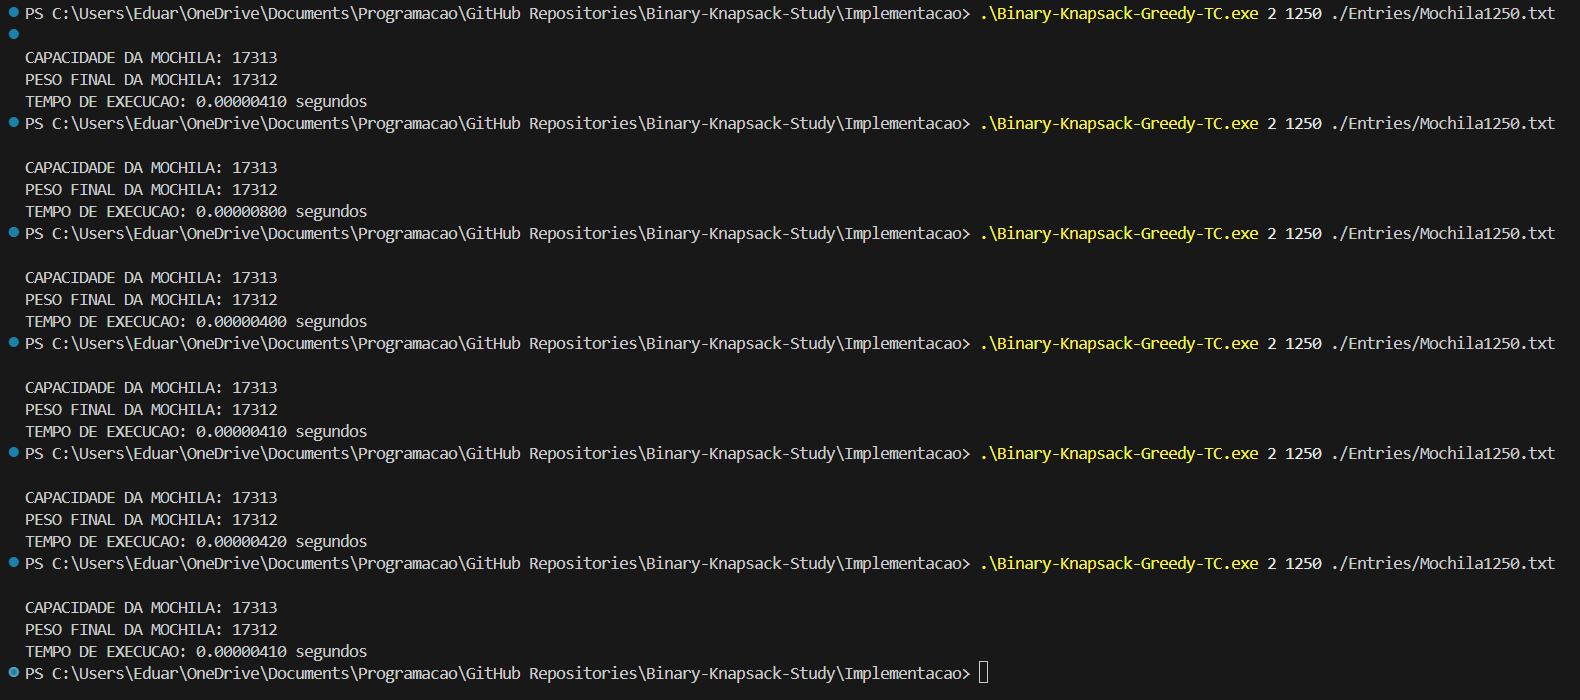 PS C:\Users\Eduar\OneDrive\Documents\Programacao\GitHub Repositories\Binary-Knapsack-Study\Implementacao> .\Binary-Knapsack-Greedy-TC.exe 2 1250 ./Entries/Mochila1250.txt
CAPACIDADE DA MOCHILA: 17313
PESO FINAL DA MOCHILA: 17312
TEMPO DE EXECUCAO: 0.00000410 segundos
PS C:\Users\Eduar\OneDrive\Documents\Programacao\GitHub Repositories\Binary-Knapsack-Study\Implementacao> .\Binary-Knapsack-Greedy-TC.exe 2 1250 ./Entries/Mochila1250.txt
CAPACIDADE DA MOCHILA: 17313
PESO FINAL DA MOCHILA: 17312
TEMPO DE EXECUCAO: 0.00000800 segundos
PS C:\Users\Eduar\OneDrive\Documents\Programacao\GitHub Repositories\Binary-Knapsack-Study\Implementacao> .\Binary-Knapsack-Greedy-TC.exe 2 1250 ./Entries/Mochila1250.txt
CAPACIDADE DA MOCHILA: 17313
PESO FINAL DA MOCHILA: 17312
TEMPO DE EXECUCAO: 0.00000400 segundos
PS C:\Users\Eduar\OneDrive\Documents\Programacao\GitHub Repositories\Binary-Knapsack-Study\Implementacao> .\Binary-Knapsack-Greedy-TC.exe 2 1250 ./Entries/Mochila1250.txt
CAPACIDADE DA MOCHILA: 17313
PESO FINAL DA MOCHILA: 17312
TEMPO DE EXECUCAO: 0.00000410 segundos
PS C:\Users\Eduar\OneDrive\Documents\Programacao\GitHub Repositories\Binary-Knapsack-Study\Implementacao> .\Binary-Knapsack-Greedy-TC.exe 2 1250 ./Entries/Mochila1250.txt
CAPACIDADE DA MOCHILA: 17313
PESO FINAL DA MOCHILA: 17312
TEMPO DE EXECUCAO: 0.00000420 segundos
PS C:\Users\Eduar\OneDrive\Documents\Programacao\GitHub Repositories\Binary-Knapsack-Study\Implementacao> .\Binary-Knapsack-Greedy-TC.exe 2 1250 ./Entries/Mochila1250.txt
CAPACIDADE DA MOCHILA: 17313
PESO FINAL DA MOCHILA: 17312
TEMPO DE EXECUCAO: 0.00000410 segundos
PS C:\Users\Eduar\OneDrive\Documents\Programacao\GitHub Repositories\Binary-Knapsack-Study\Implementacao>